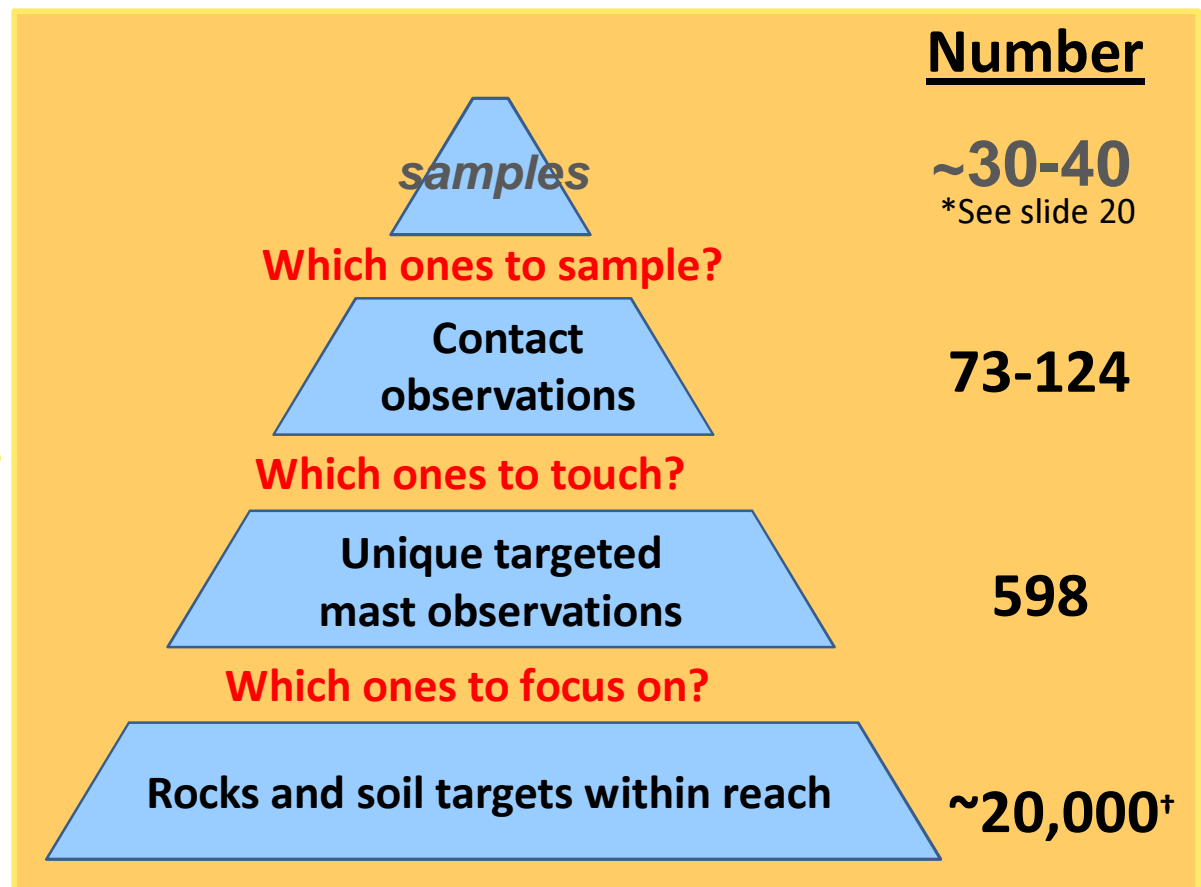 Number
samples
~30-40
*See slide 20
Which ones to sample?
Contact
observations
73-124
Which ones to touch?
Unique targeted
mast observations
598
Which ones to focus on?
Rocks and soil targets within reach
~20,000†